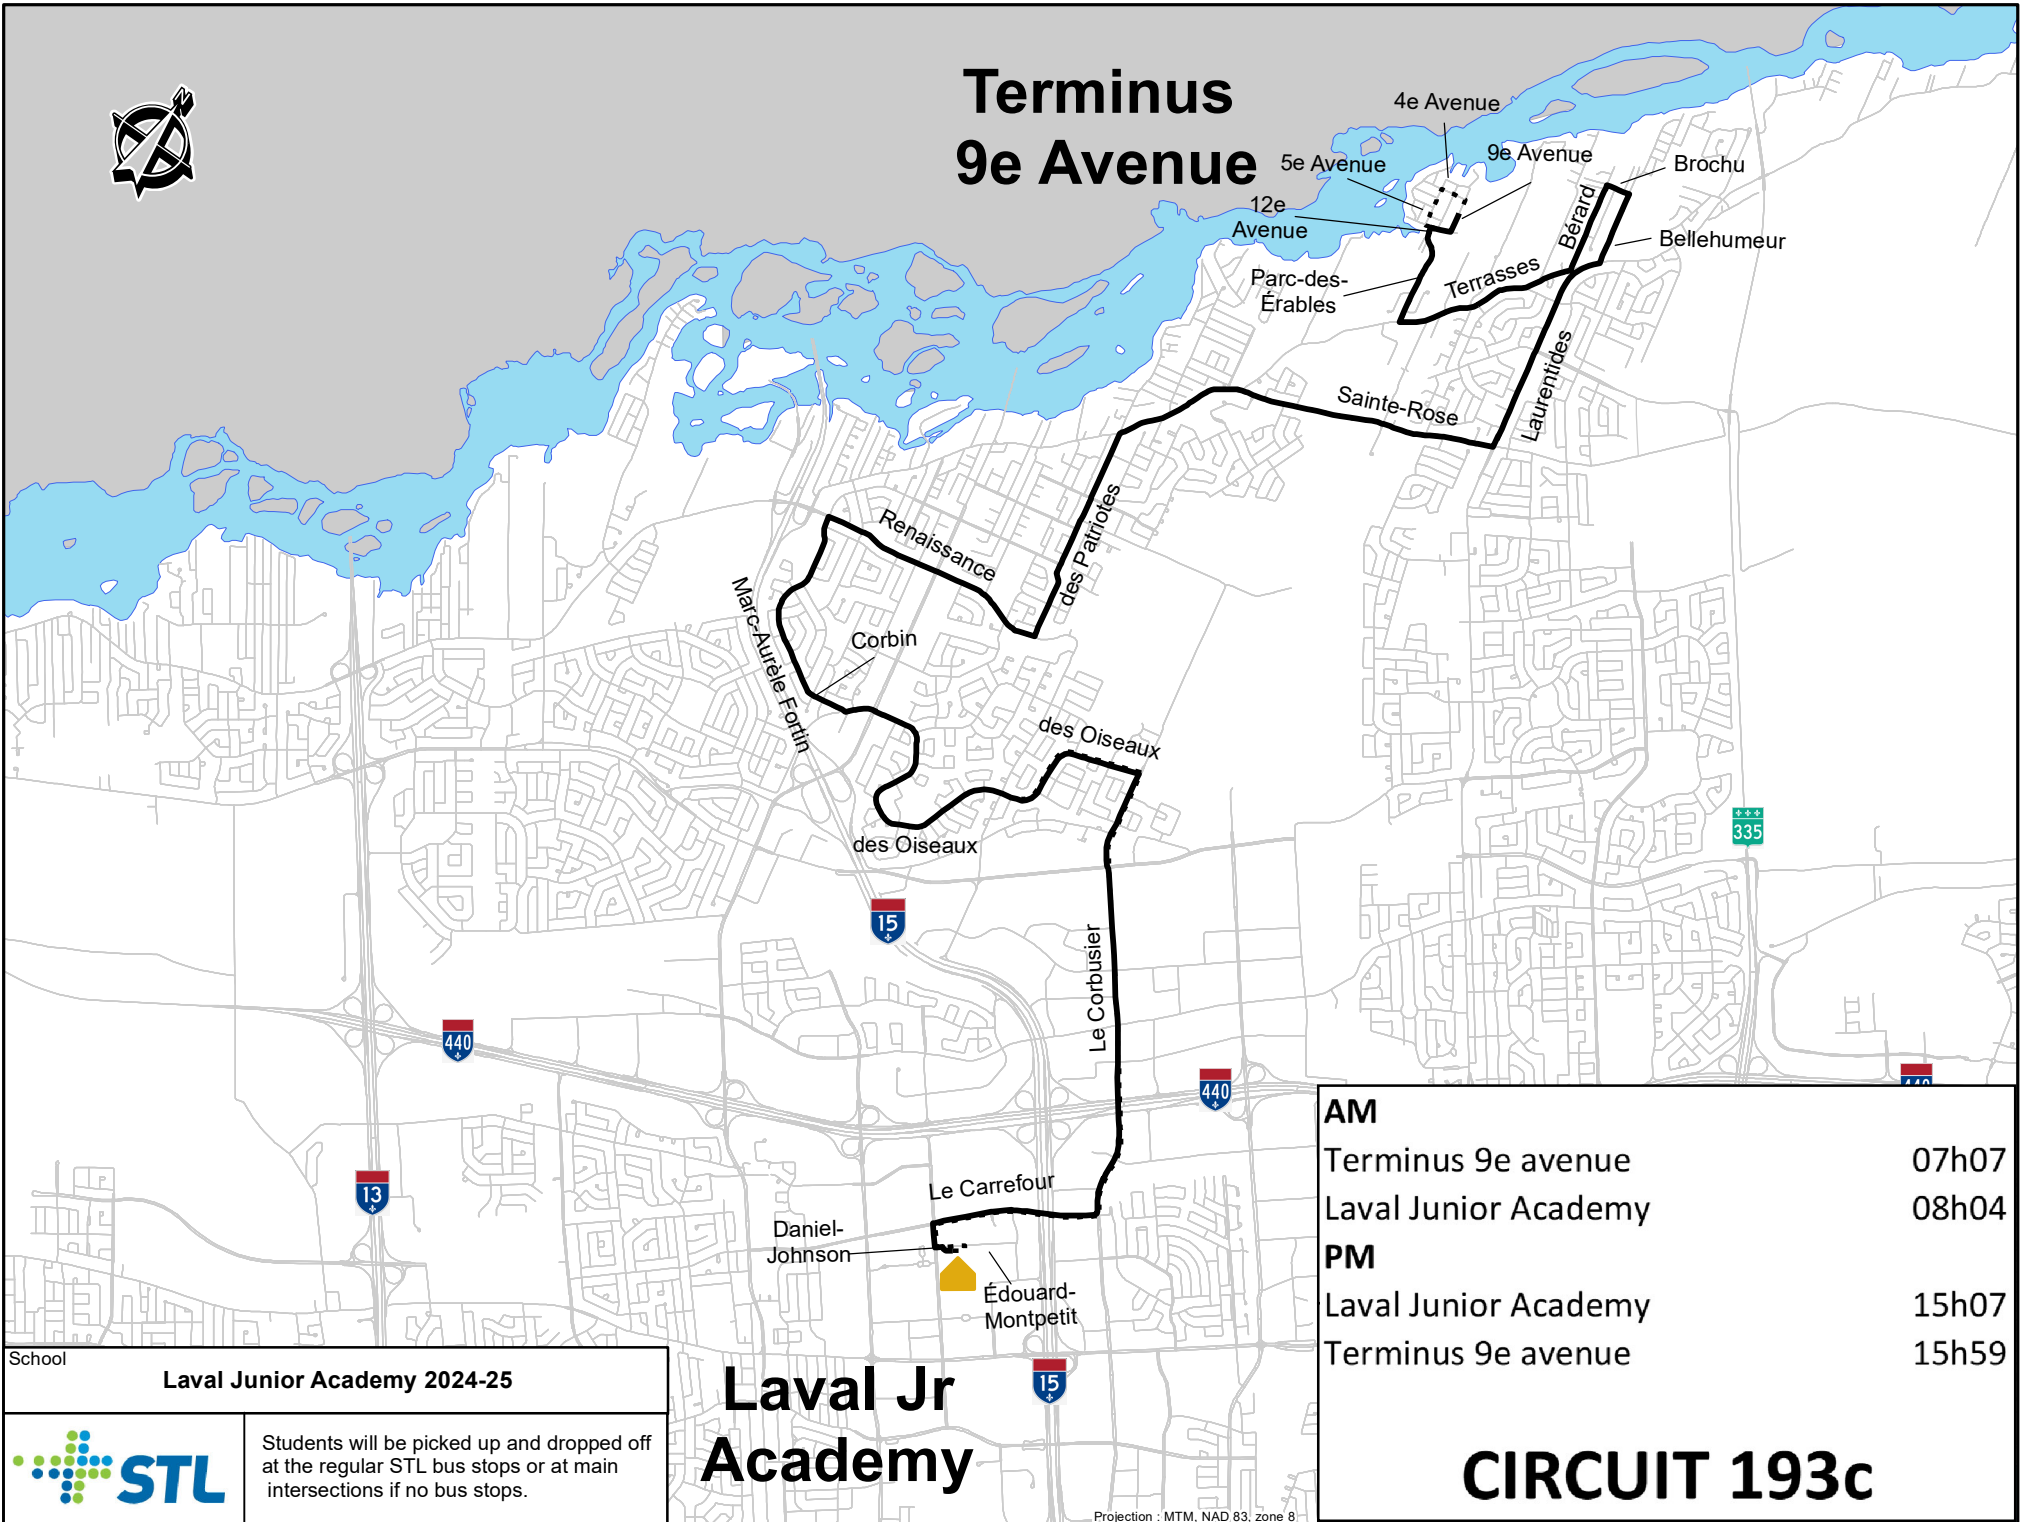 Terminus
9e Avenue
N
4e Avenue
5e Avenue
9e Avenue
Brochu
12e
Avenue
Bérard
Bellehumeur
Parc-des-
Érables
Terrasses
Laurentides
Sainte-Rose
des Patriotes
Renaissance
Marc-Aurèle Fortin
Corbin
des Oiseaux
des Oiseaux
335
15
Le Corbusier
440
440
440
13
Le Carrefour
Daniel-
Johnson
Édouard-
Montpetit
15
Laval Jr
Academy
AM
Terminus 9e avenue 07h07
Laval Junior Academy 08h04
PM
Laval Junior Academy 15h07
Terminus 9e avenue 15h59
CIRCUIT 193c
School
Laval Junior Academy 2024-25
STL
Students will be picked up and dropped off
at the regular STL bus stops or at main
intersections if no bus stops.
Projection : MTM, NAD 83, zone 8